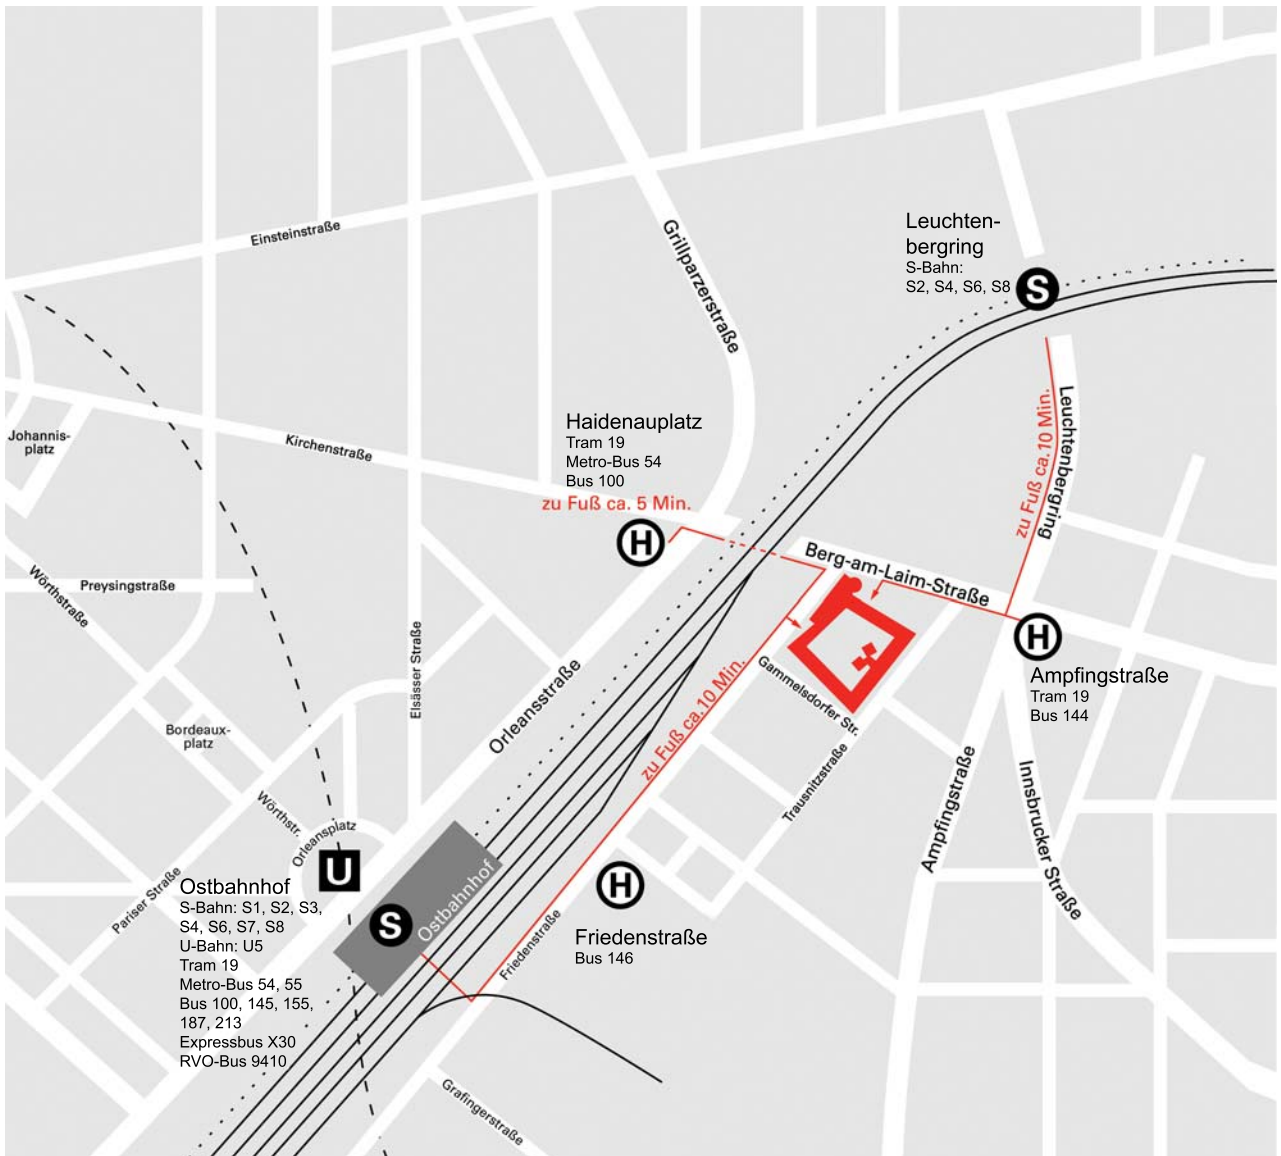 Einsteinstraße
Grillparzerstraße
Leuchten-
bergring
S-Bahn:
S2, S4, S6, S8
S
Johannis-
platz
Kirchenstraße
Haidenauplatz
Tram 19
Metro-Bus 54
Bus 100
zu Fuß ca. 5 Min.
H
zu Fuß ca. 10 Min.
Leuchtenbergring
Berg-am-Laim-Straße
Wörthstraße
Preysingstraße
Elsässer Straße
Orleansstraße
H
Ampfingstraße
Tram 19
Bus 144
Gammelsdorfer Str.
zu Fuß ca. 10 Min.
Trausnitzstraße
Bordeaux-
platz
Wörthstr.
Orleansplatz
Ampfingstraße
Innsbrucker Straße
U
Pariser Straße
Ostbahnhof
S-Bahn: S1, S2, S3,
S4, S6, S7, S8
U-Bahn: U5
Tram 19
Metro-Bus 54, 55
Bus 100, 145, 155,
187, 213
Expressbus X30
RVO-Bus 9410
S
Ostbahnhof
H
Friedenstraße
Bus 146
Friedenstraße
Grafingerstraße